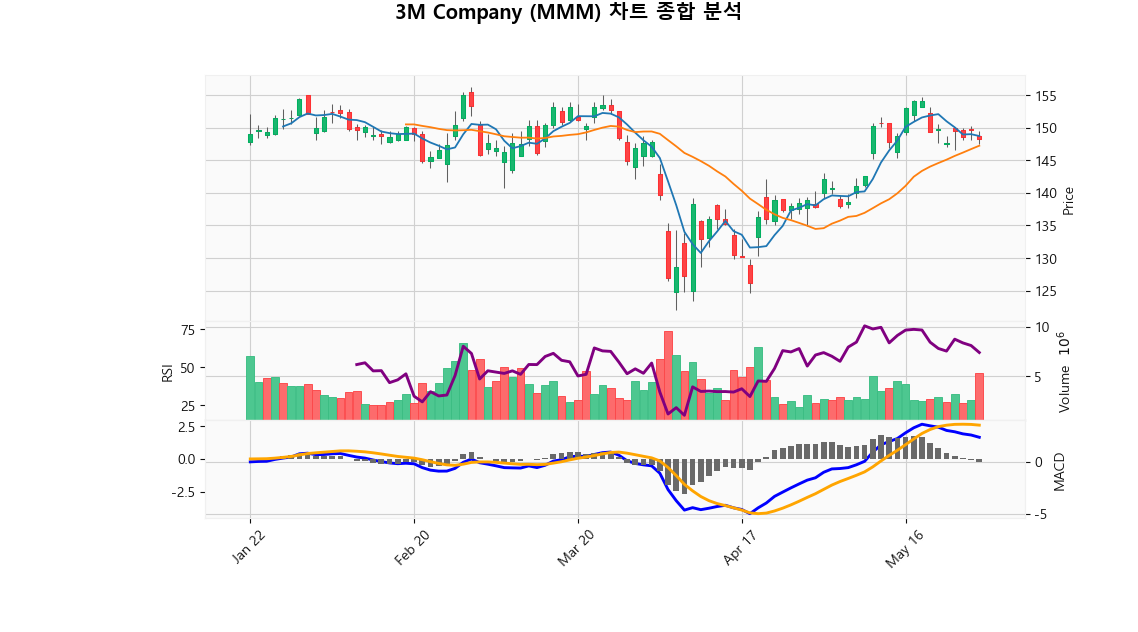 3M Company (MMM) 차트 종합 분석
155
150
145
140
135
130
125
Price
75
50
25
RSI
10
5
Volume 10^6
2.5
0.0
-2.5
0
-5
MACD
Jan 22
Feb 20
Mar 20
Apr 17
May 16